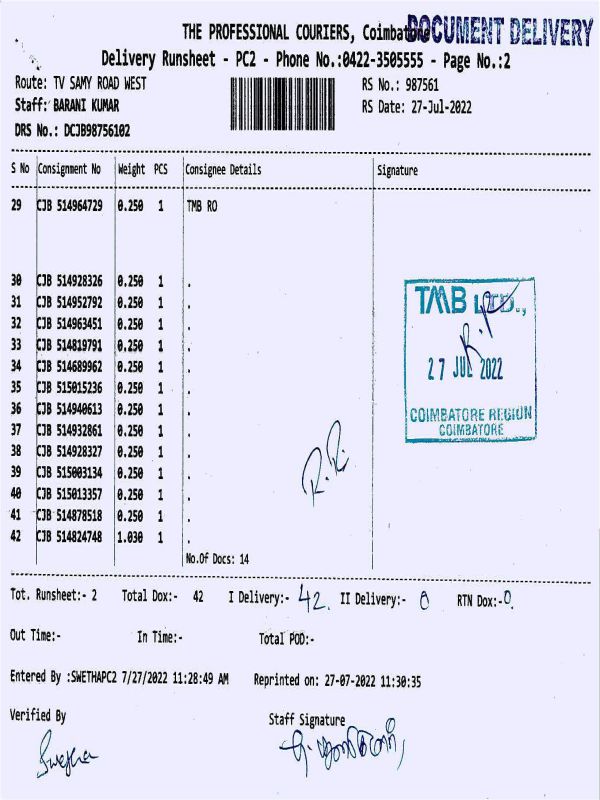 THE PROFESSIONAL COURIERS, Coimbatore
DOCUMENT DELIVERY
Delivery Runsheet - PC2 - Phone No.:0422-3505555 - Page No.:2
Route: TV SAMY ROAD WEST RS No.: 987561
Staff: BARANI KUMAR RS Date: 27-Jul-2022
DRS No.: DCJB98756102
S No Consignment No Weight PCS Consignee Details Signature
29 CJB 514964729 0.250 1 TMB RO
30 CJB 514928326 0.250 1 .
31 CJB 514952792 0.250 1 .
32 CJB 514963451 0.250 1 .
33 CJB 514819791 0.250 1 .
34 CJB 514689962 0.250 1 .
35 CJB 515015236 0.250 1 .
36 CJB 514940613 0.250 1 .
37 CJB 514932861 0.250 1 .
38 CJB 514928327 0.250 1 .
39 CJB 515003134 0.250 1 .
40 CJB 515013357 0.250 1 .
41 CJB 514878518 0.250 1 .
42 CJB 514824748 1.030 1 .
TMB LTD.,
27 JUL 2022
COIMBATORE REGION
COIMBATORE
No.Of Docs: 14
Tot. Runsheet:- 2 Total Dox:- 42 I Delivery:- 42. II Delivery:- 0 RTN Dox:- 0.
Out Time:- In Time:- Total POD:-
Entered By :SWETHAPC2 7/27/2022 11:28:49 AM Reprinted on: 27-07-2022 11:30:35
Verified By Staff Signature
Swetha